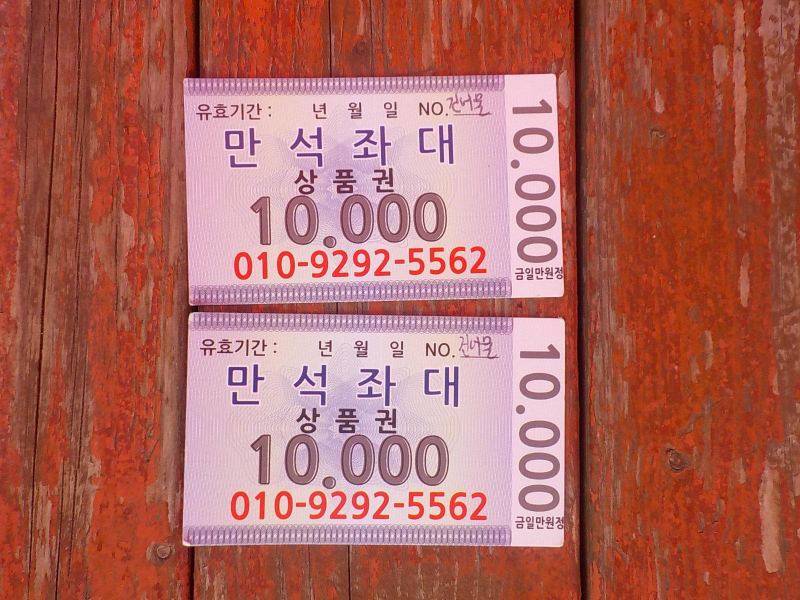 유효기간 : 년 월 일 NO.
만석좌대
상품권
10.000
010-9292-5562
10.000
금일만원정
유효기간 : 년 월 일 NO.
만석좌대
상품권
10.000
010-9292-5562
10.000
금일만원정